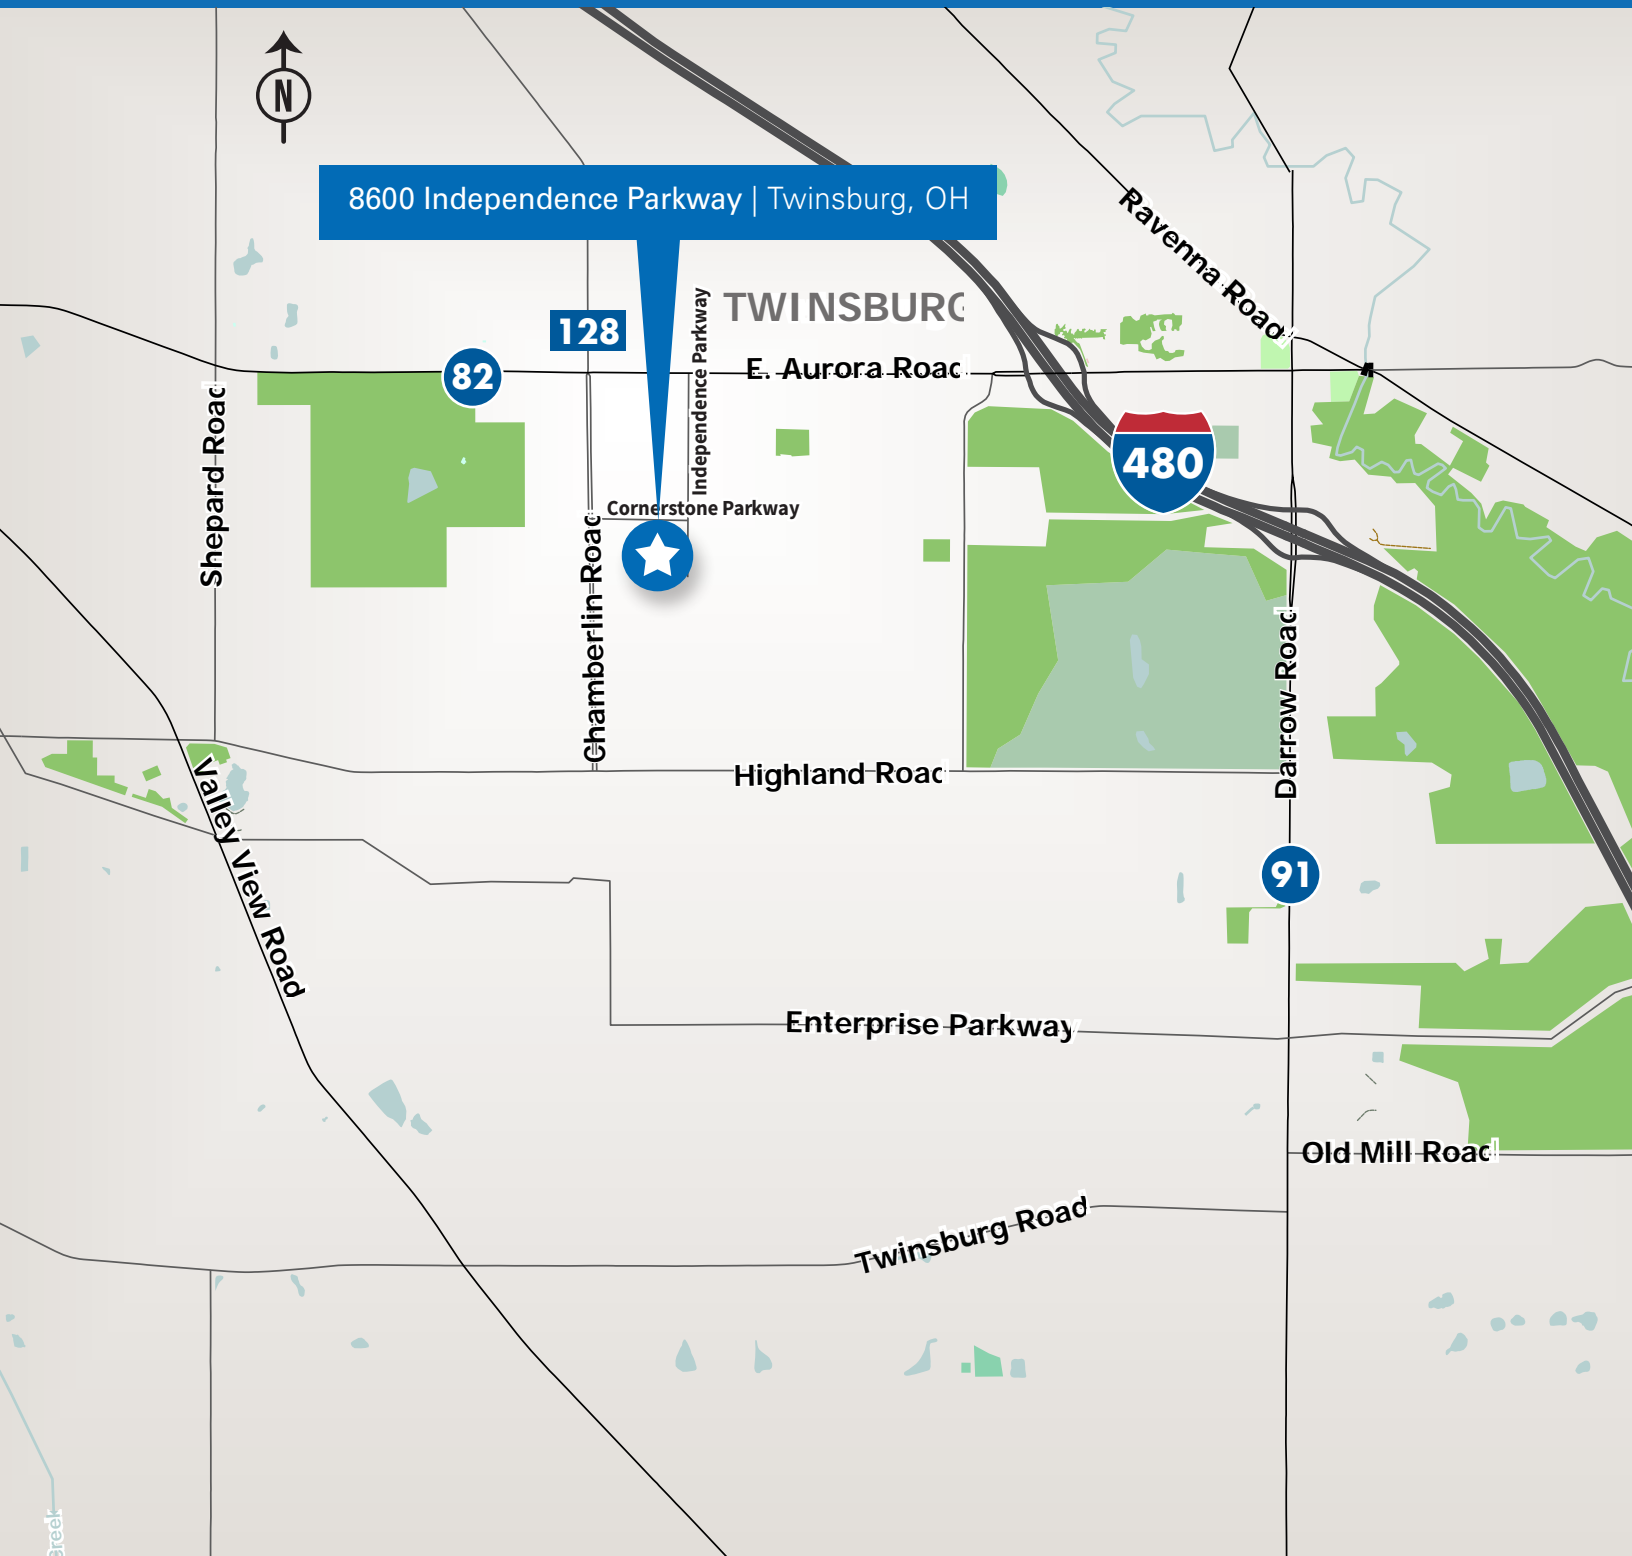 N
8600 Independence Parkway | Twinsburg, OH
Ravenna Road
TWINSBURG
128
Independence Parkway
E. Aurora Road
82
Shepard Road
480
Cornerstone Parkway
Chamberlin Road
Darrow Road
Highland Road
Valley View Road
91
Enterprise Parkway
Old Mill Road
Twinsburg Road
Creek